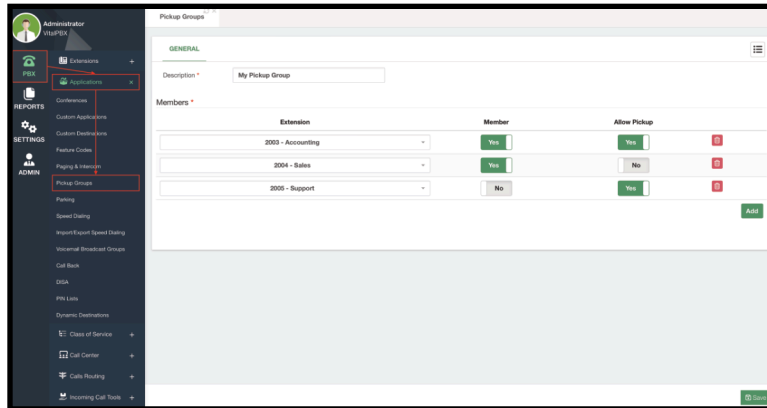 Administrator
VitalPBX
Pickup Groups
PBX
REPORTS
SETTINGS
ADMIN
Extensions +
Applications ×
Conferences
Custom Applications
Custom Destinations
Feature Codes
Paging & Intercom
Pickup Groups
Parking
Speed Dialing
Import/Export Speed Dialing
Voicemail Broadcast Groups
Call Back
DISA
PIN Lists
Dynamic Destinations
Class of Service +
Call Center +
Calls Routing +
Incoming Call Tools +
GENERAL
Description * My Pickup Group
Members *
Extension Member Allow Pickup
2003 - Accounting Yes Yes
2004 - Sales Yes No
2005 - Support No Yes
Add
Save